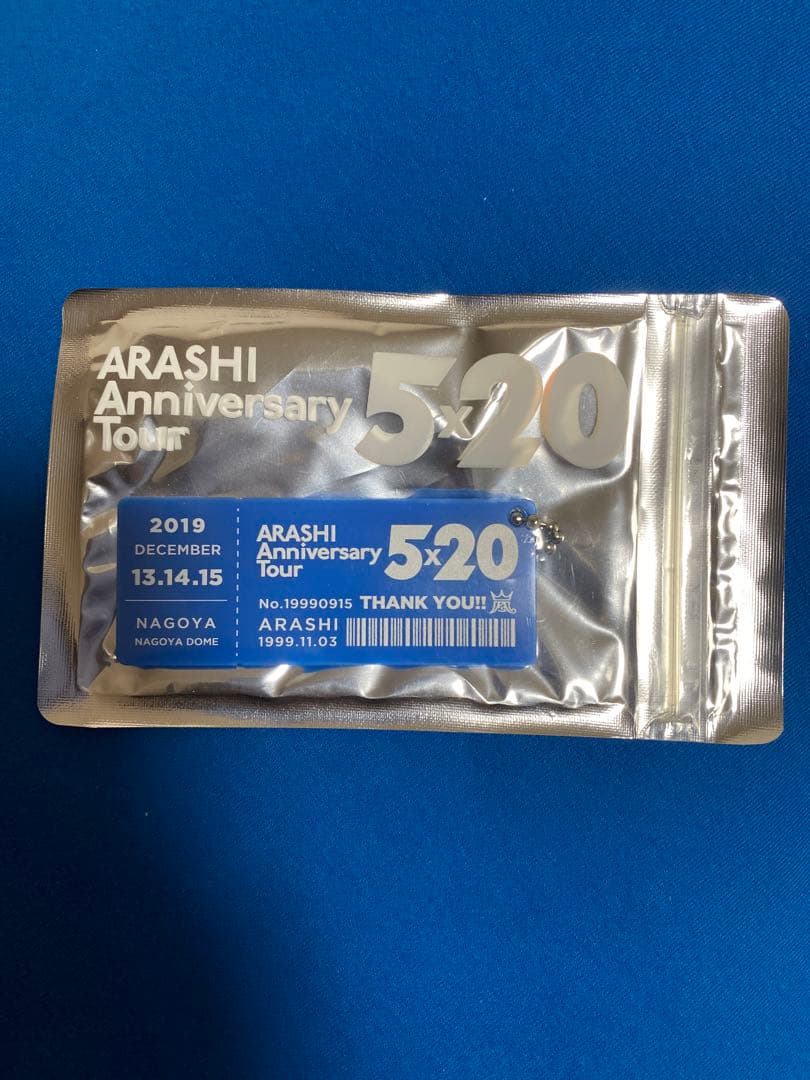 ARASHI
Anniversary
Tour
5x20
2019
DECEMBER
13.14.15
NAGOYA
NAGOYA DOME
ARASHI
Anniversary
Tour
5x20
No.19990915 THANK YOU!!
ARASHI
1999.11.03